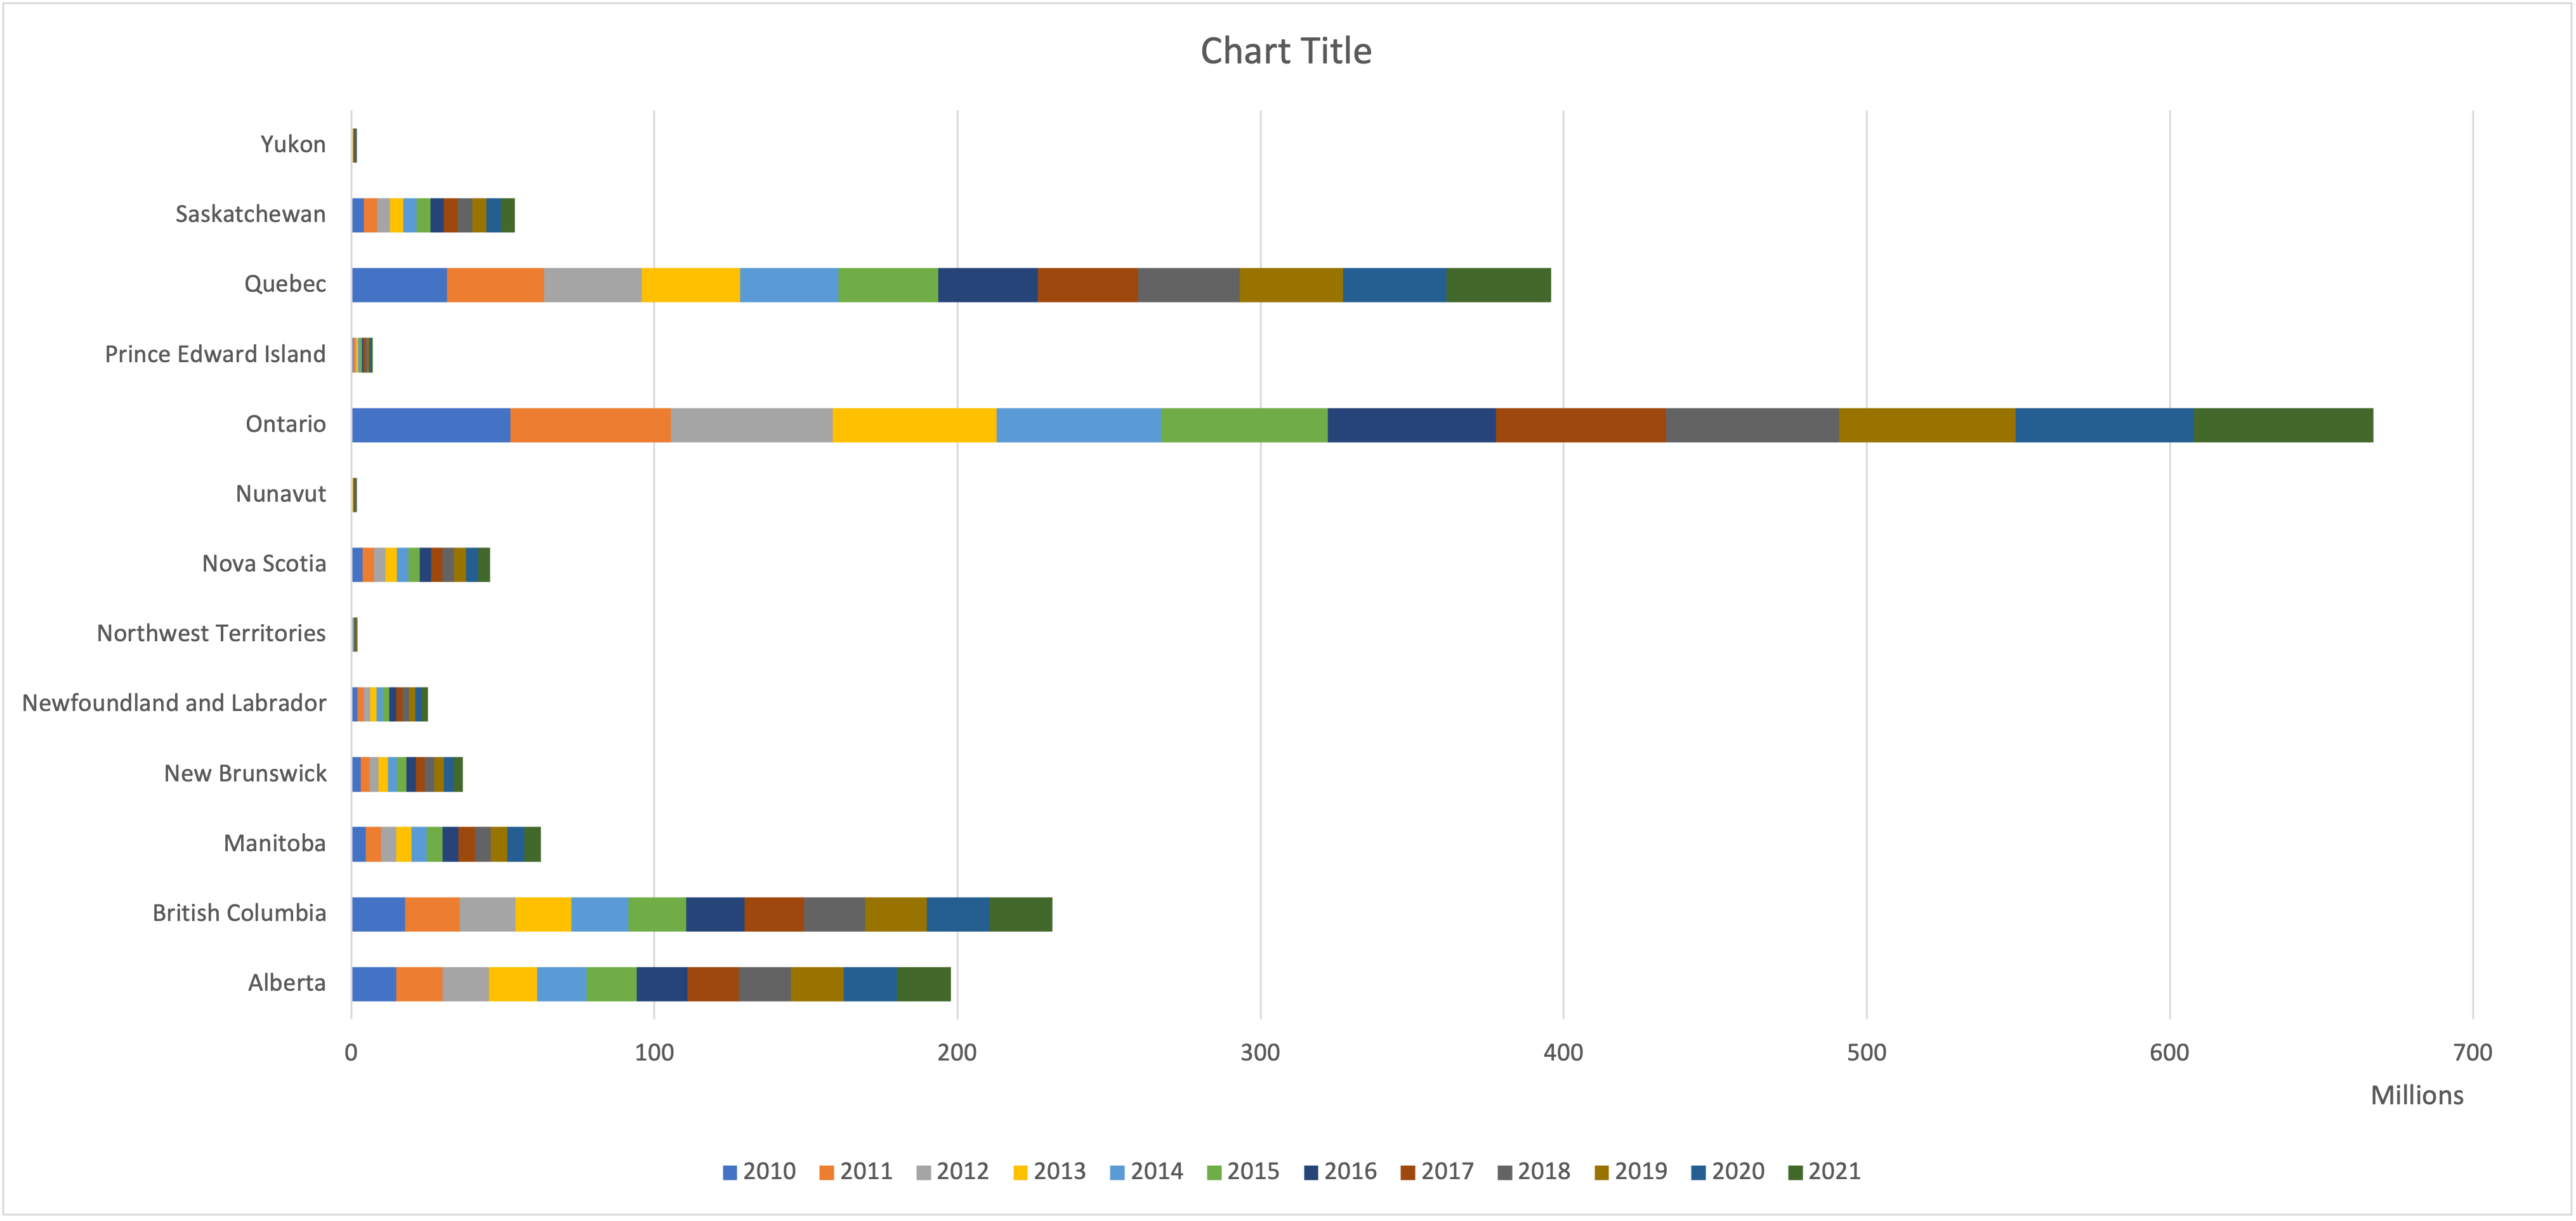 Chart Title
Yukon
Saskatchewan
Quebec
Prince Edward Island
Ontario
Nunavut
Nova Scotia
Northwest Territories
Newfoundland and Labrador
New Brunswick
Manitoba
British Columbia
Alberta
0 100 200 300 400 500 600 700
Millions
2010 2011 2012 2013 2014 2015 2016 2017 2018 2019 2020 2021